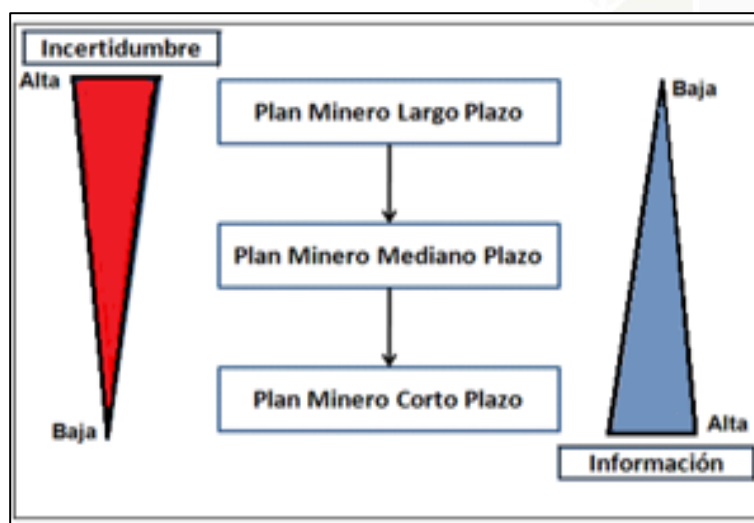 Incertidumbre
Alta
Plan Minero Largo Plazo
Baja
Plan Minero Mediano Plazo
Plan Minero Corto Plazo
Baja
Alta
Información